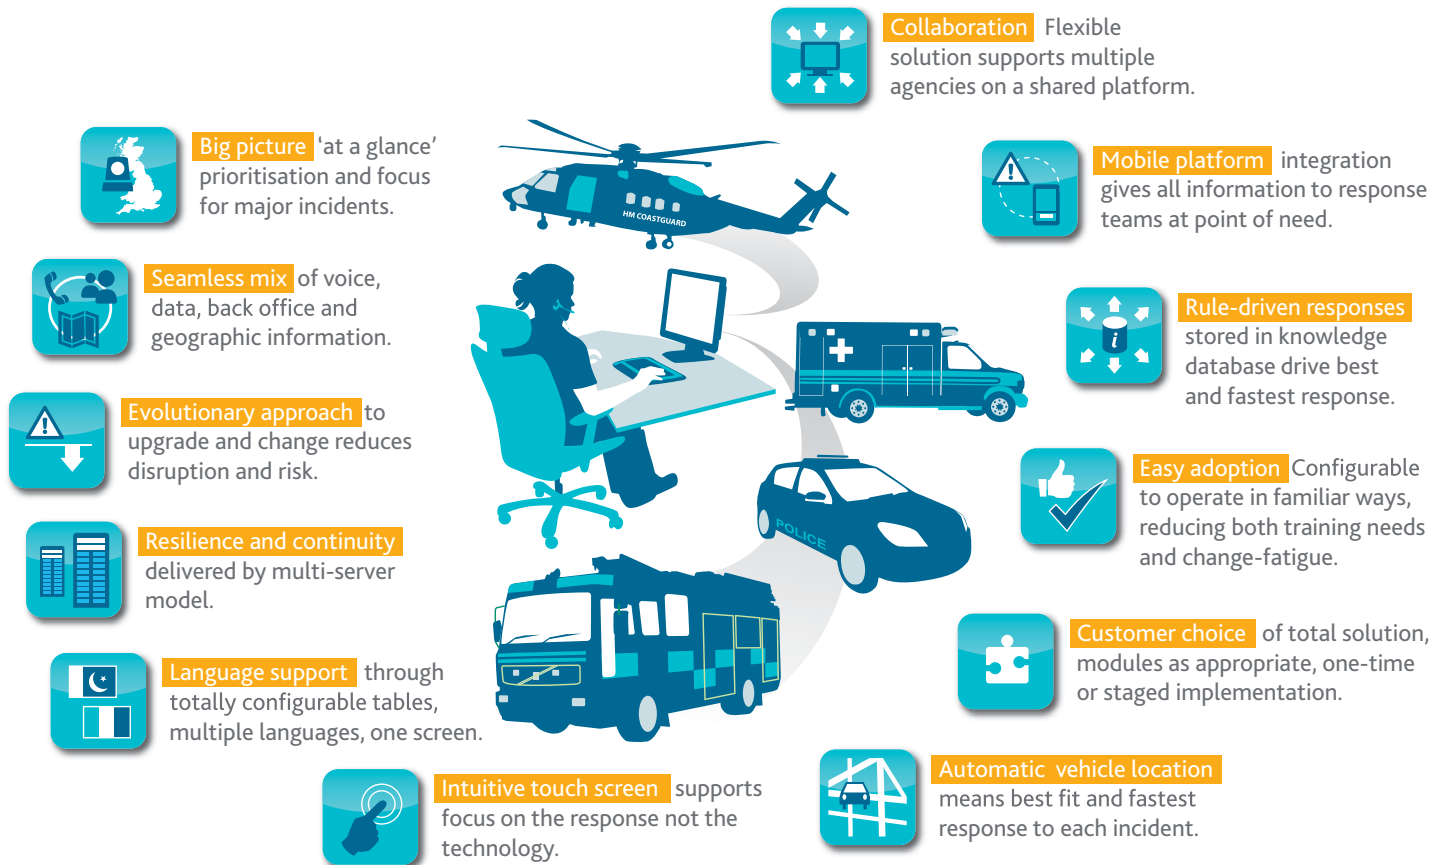 Collaboration Flexible
solution supports multiple
agencies on a shared platform.
Big picture 'at a glance'
prioritisation and focus
for major incidents.
Mobile platform integration
gives all information to response
teams at point of need.
HM COASTGUARD
Seamless mix of voice,
data, back office and
geographic information.
Rule-driven responses
stored in knowledge
database drive best
and fastest response.
i
Evolutionary approach to
upgrade and change reduces
disruption and risk.
Easy adoption Configurable
to operate in familiar ways,
reducing both training needs
and change-fatigue.
POLICE
Resilience and continuity
delivered by multi-server
model.
Customer choice of total solution,
modules as appropriate, one-time
or staged implementation.
Language support through
totally configurable tables,
multiple languages, one screen.
Automatic vehicle location
means best fit and fastest
response to each incident.
Intuitive touch screen supports
focus on the response not the
technology.